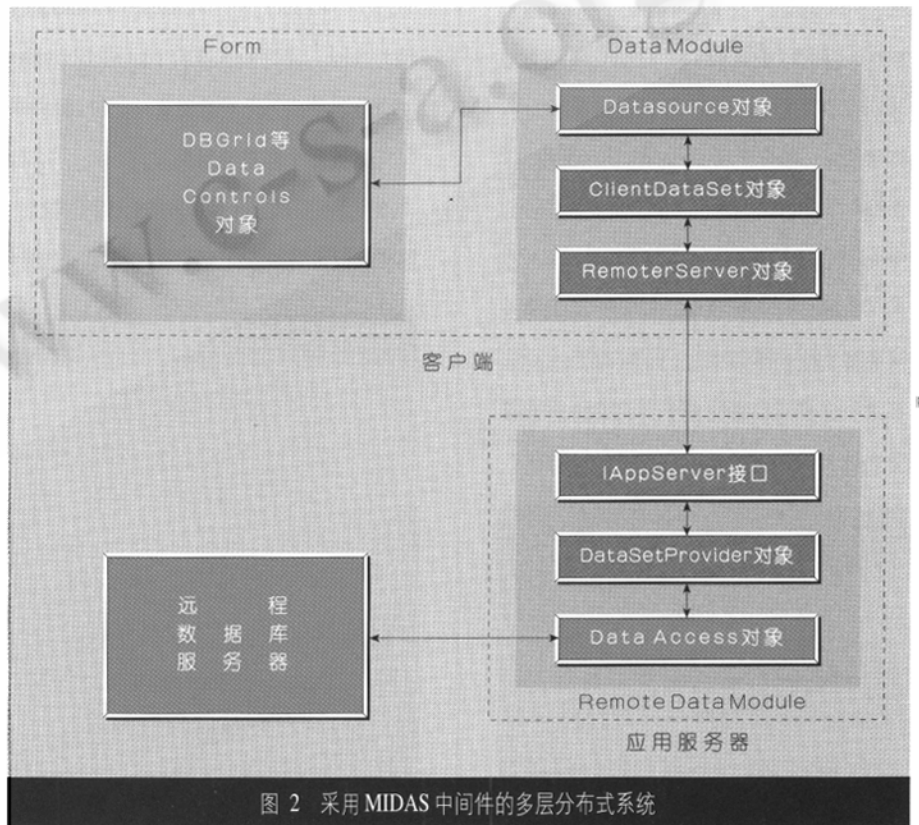 Form
Data Module
DBGrid等
Data
Controls
对象
Datasource对象
ClientDataSet对象
RemoterServer对象
客户端
IAppServer接口
DataSetProvider对象
Data Access对象
Remote Data Module
应用服务器
远程
数据库
服务器
图 2 采用 MIDAS 中间件的多层分布式系统